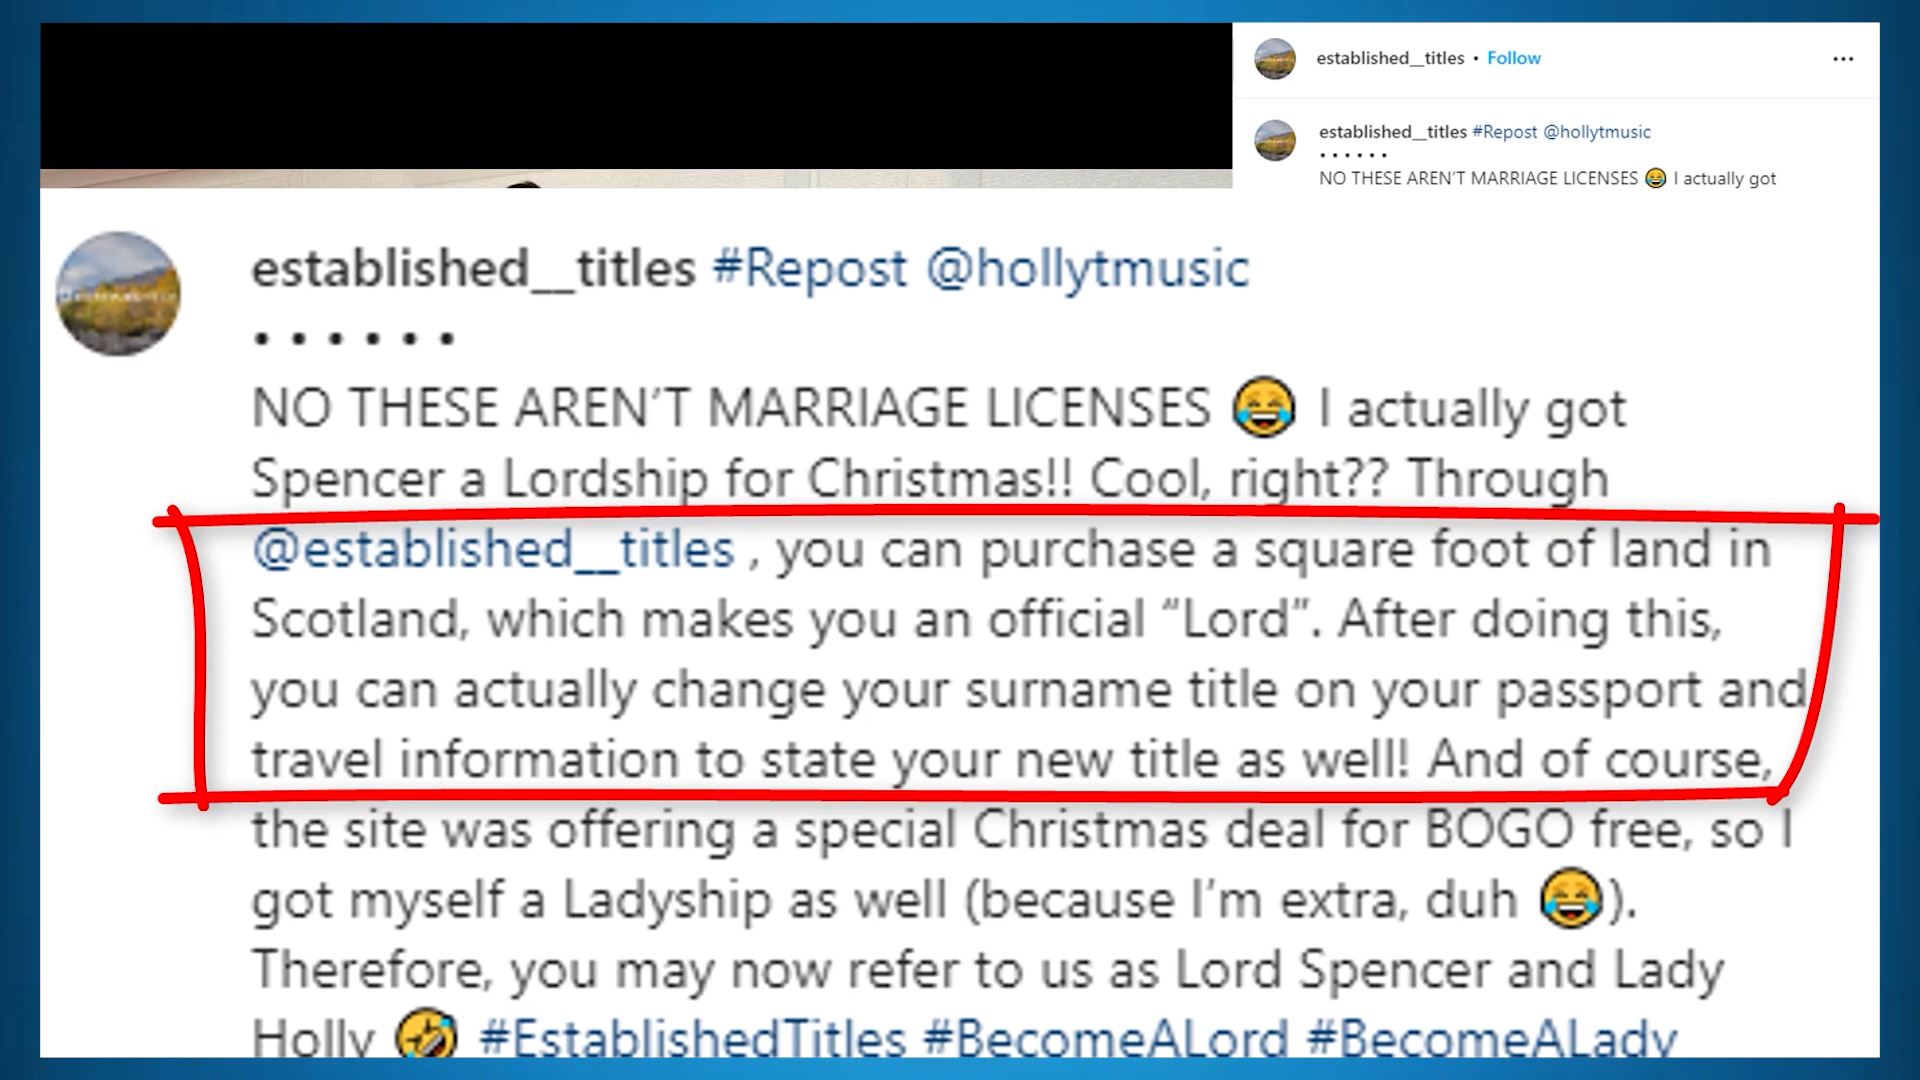 established__titles • Follow
established__titles #Repost @hollytmusic
• • • • • •
NO THESE AREN’T MARRIAGE LICENSES 😂 I actually got
established__titles #Repost @hollytmusic
• • • • • •
NO THESE AREN’T MARRIAGE LICENSES 😂 I actually got
Spencer a Lordship for Christmas!! Cool, right?? Through
@established__titles , you can purchase a square foot of land in
Scotland, which makes you an official “Lord”. After doing this,
you can actually change your surname title on your passport and
travel information to state your new title as well! And of course,
the site was offering a special Christmas deal for BOGO free, so I
got myself a Ladyship as well (because I’m extra, duh 😂).
Therefore, you may now refer to us as Lord Spencer and Lady
Holly 🤣 #EstablishedTitles #BecomeALord #BecomeALady